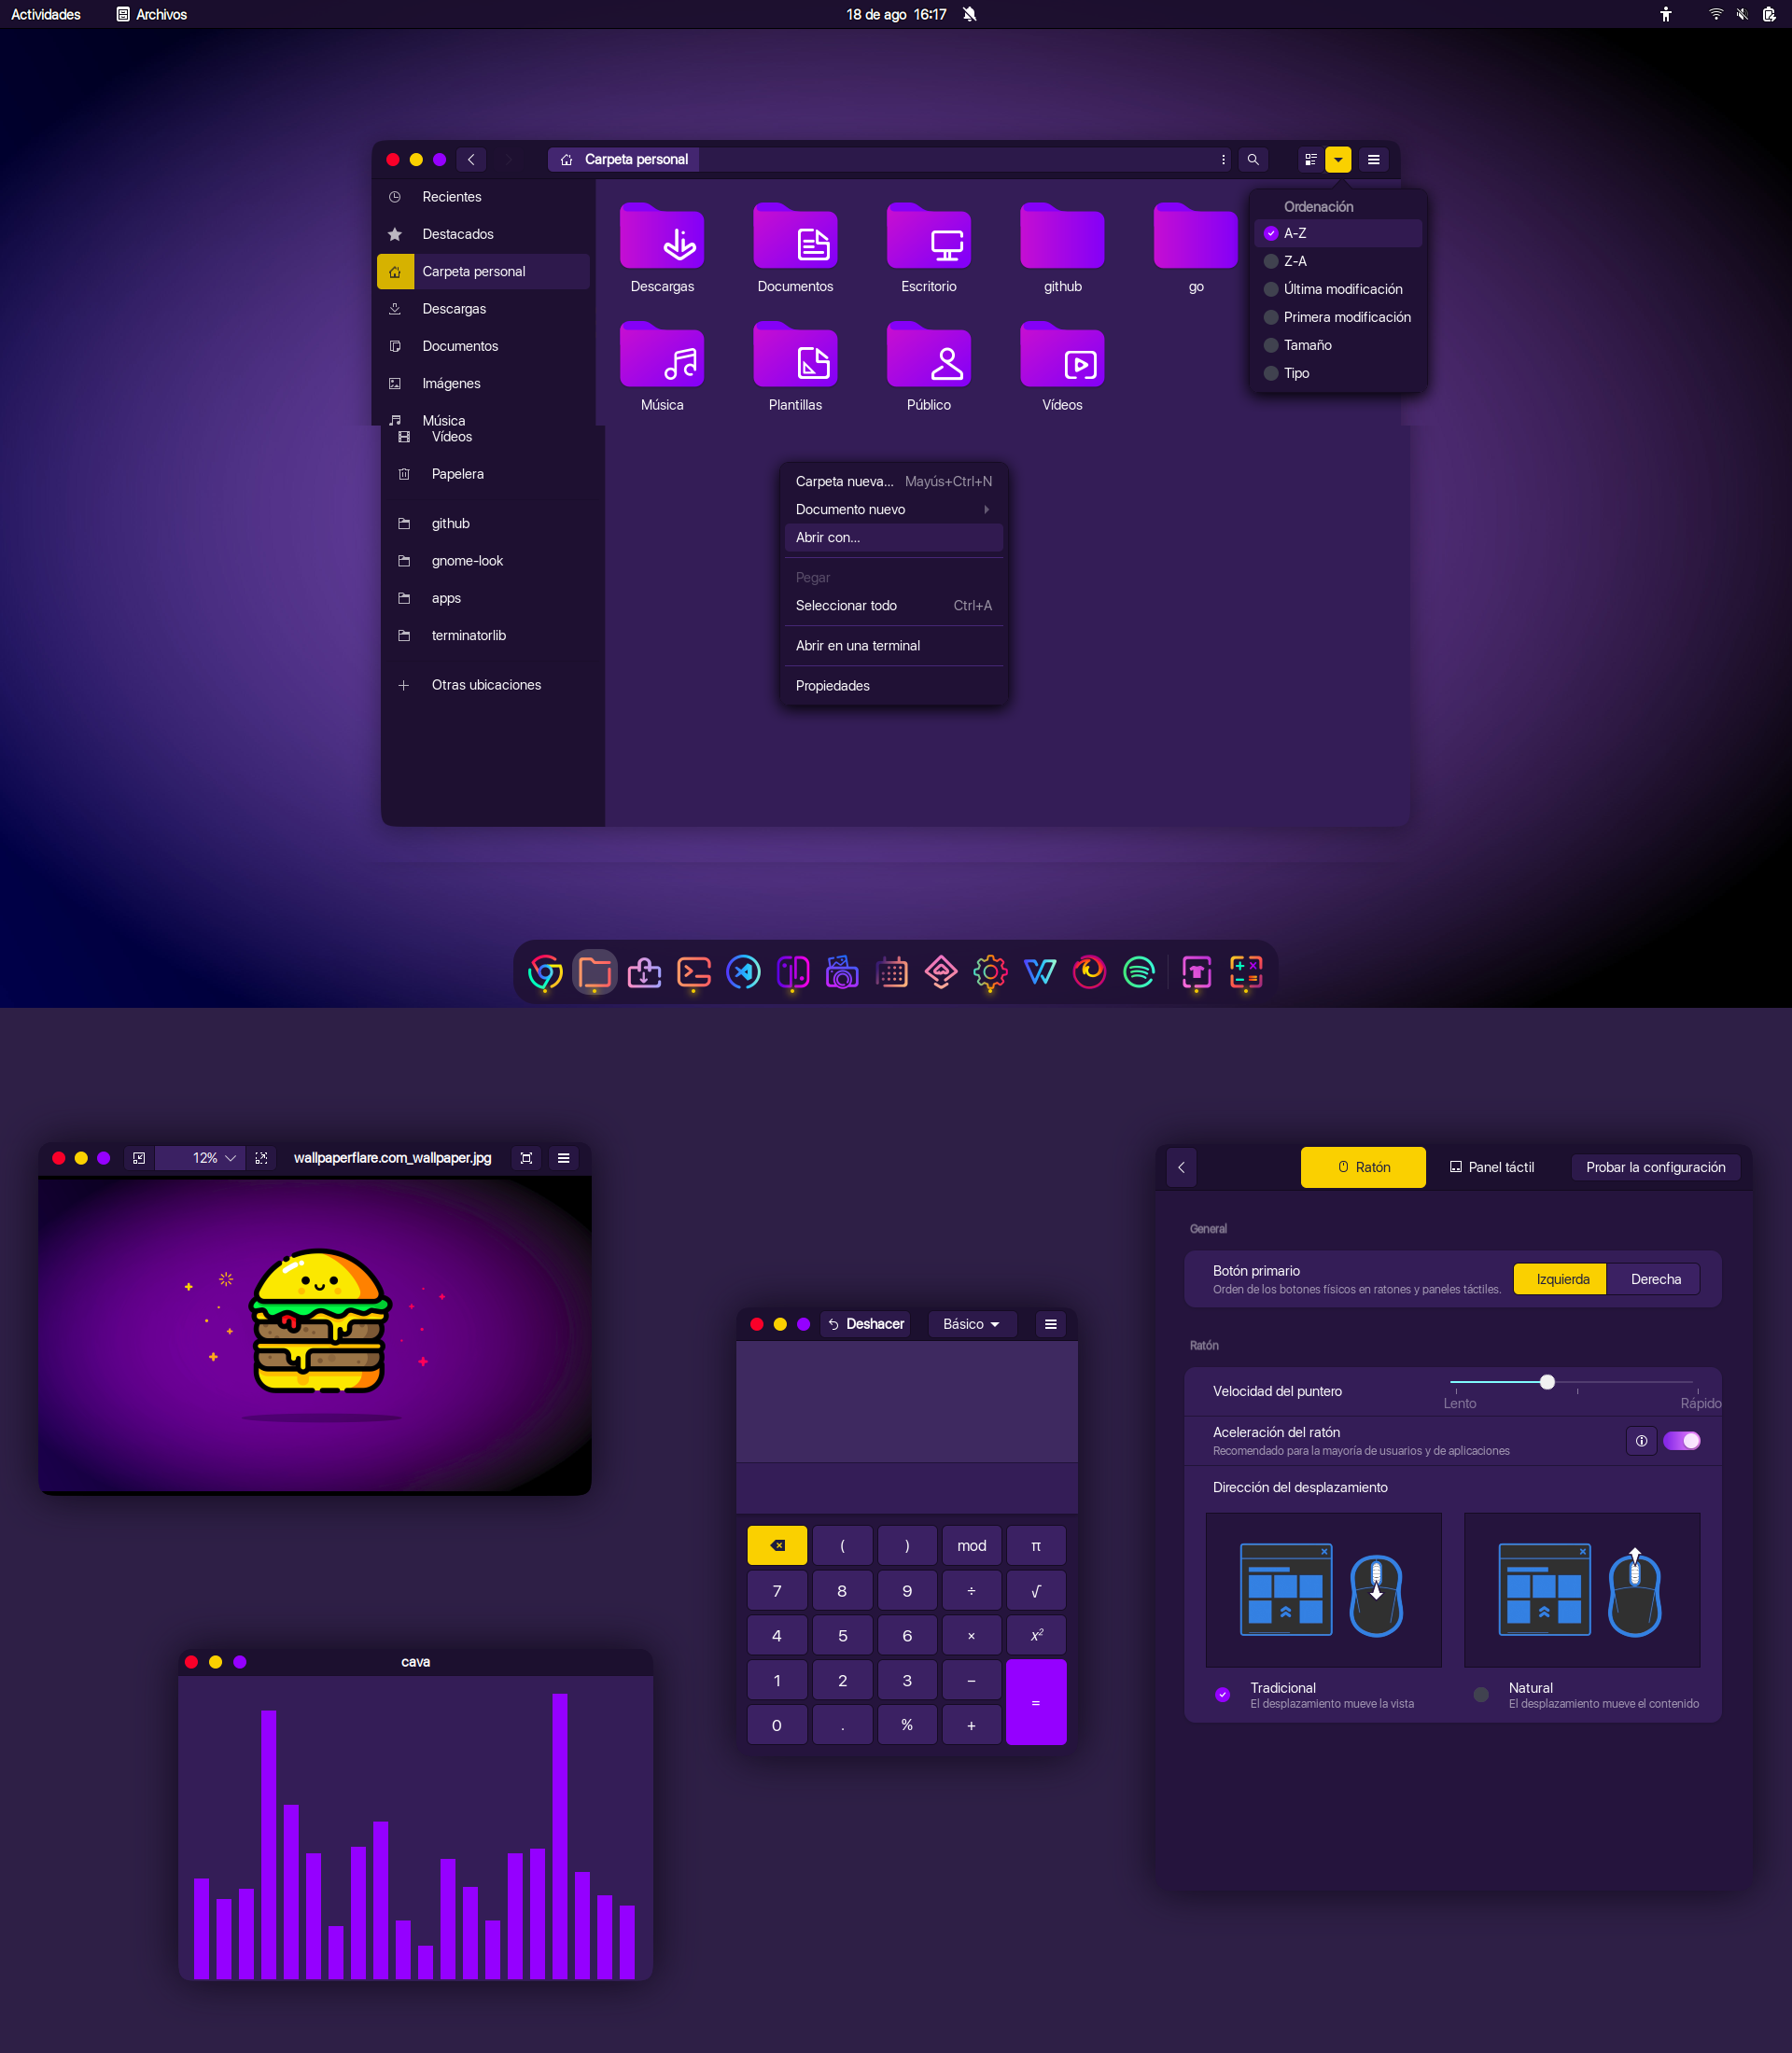 Actividades
Archivos
18 de ago 16:17
Carpeta personal
Recientes
Destacados
Carpeta personal
Descargas
Documentos
Imágenes
Música
Vídeos
Papelera
github
gnome-look
apps
terminatorlib
Otras ubicaciones
Descargas
Documentos
Escritorio
github
go
Música
Plantillas
Público
Vídeos
Ordenación
A-Z
Z-A
Última modificación
Primera modificación
Tamaño
Tipo
Carpeta nueva... Mayús+Ctrl+N
Documento nuevo
Abrir con...
Pegar
Seleccionar todo Ctrl+A
Abrir en una terminal
Propiedades
12%
wallpaperflare.com_wallpaper.jpg
cava
Deshacer
Básico
( ) mod π
7 8 9 ÷ √
4 5 6 × x²
1 2 3 − =
0 . % +
Ratón
Panel táctil
Probar la configuración
General
Botón primario
Orden de los botones físicos en ratones y paneles táctiles.
Izquierda
Derecha
Ratón
Velocidad del puntero
Lento
Rápido
Aceleración del ratón
Recomendado para la mayoría de usuarios y de aplicaciones
Dirección del desplazamiento
Tradicional
El desplazamiento mueve la vista
Natural
El desplazamiento mueve el contenido